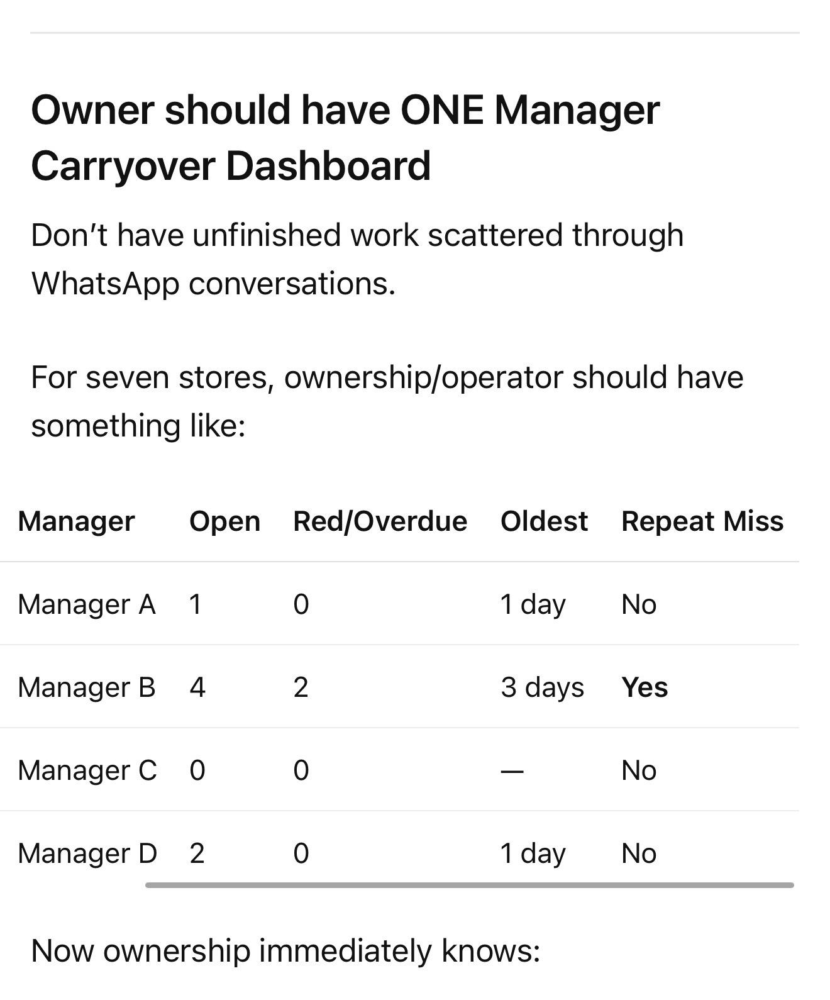 Owner should have ONE Manager
Carryover Dashboard
Don’t have unfinished work scattered through
WhatsApp conversations.
For seven stores, ownership/operator should have
something like:
Manager Open Red/Overdue Oldest Repeat Miss
Manager A 1 0 1 day No
Manager B 4 2 3 days Yes
Manager C 0 0 — No
Manager D 2 0 1 day No
Now ownership immediately knows: